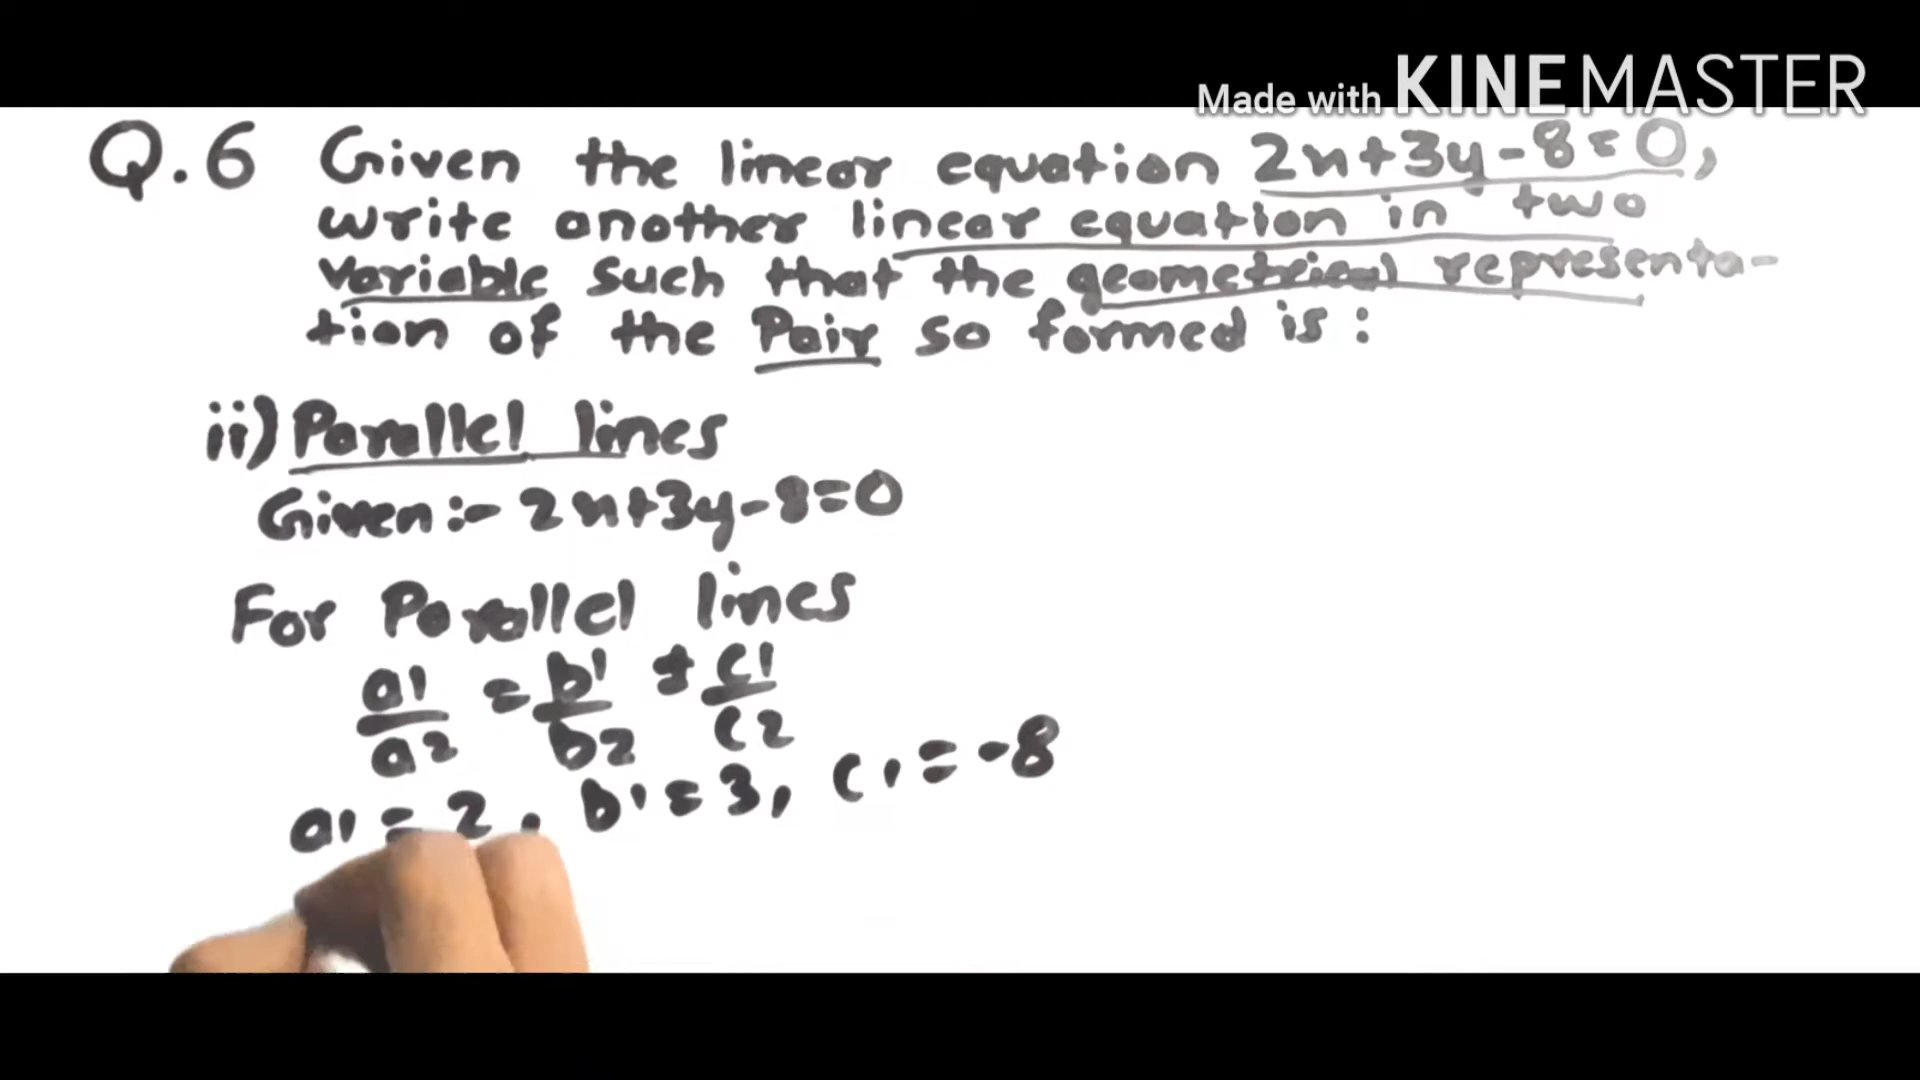 Made with KINEMASTER
Q.6 Given the linear equation 2x+3y-8=0,
write another linear equation in two
variable such that the geometrical representa-
tion of the Pair so formed is:
ii) Parallel lines
Given:- 2x+3y-8=0
For Parallel lines
a1/a2 = b1/b2 ≠ c1/c2
a1 = 2, b1 = 3, c1 = -8